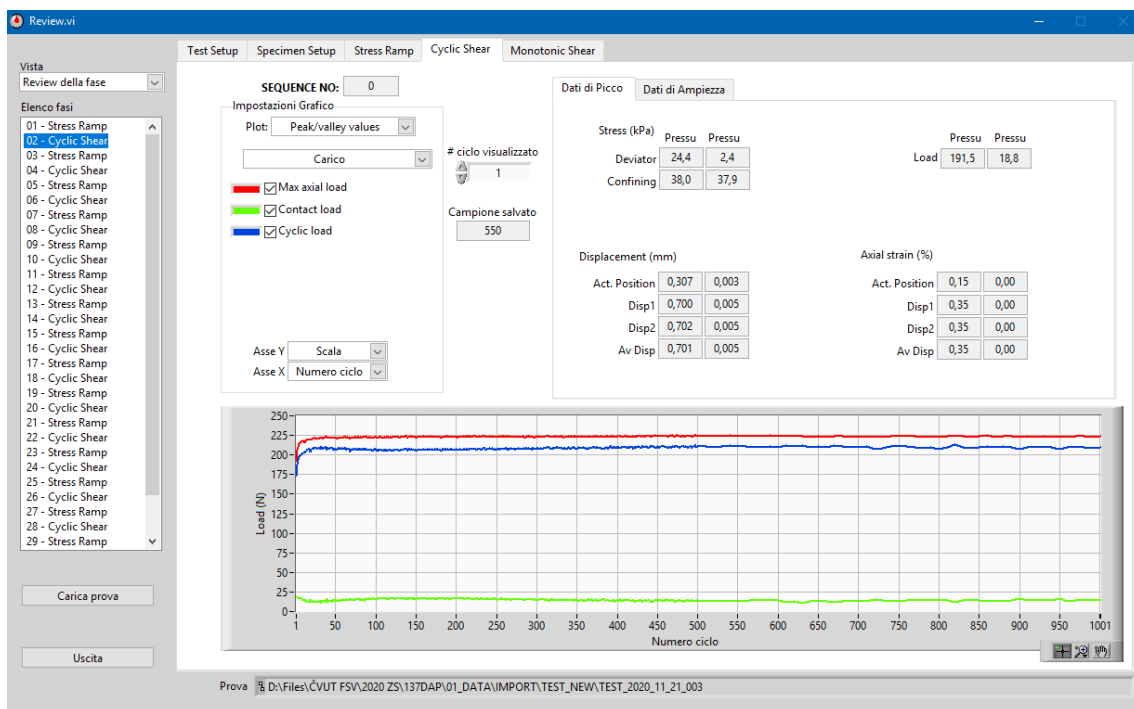 Review.vi
Vista
Review della fase
Elenco fasi
01 - Stress Ramp
02 - Cyclic Shear
03 - Stress Ramp
04 - Cyclic Shear
05 - Stress Ramp
06 - Cyclic Shear
07 - Stress Ramp
08 - Cyclic Shear
09 - Stress Ramp
10 - Cyclic Shear
11 - Stress Ramp
12 - Cyclic Shear
13 - Stress Ramp
14 - Cyclic Shear
15 - Stress Ramp
16 - Cyclic Shear
17 - Stress Ramp
18 - Cyclic Shear
19 - Stress Ramp
20 - Cyclic Shear
21 - Stress Ramp
22 - Cyclic Shear
23 - Stress Ramp
24 - Cyclic Shear
25 - Stress Ramp
26 - Cyclic Shear
27 - Stress Ramp
28 - Cyclic Shear
29 - Stress Ramp
Carica prova
Uscita
Test Setup Specimen Setup Stress Ramp Cyclic Shear Monotonic Shear
SEQUENCE NO: 0
Impostazioni Grafico
Plot: Peak/valley values
Carico
Max axial load
Contact load
Cyclic load
# ciclo visualizzato
1
Campione salvato
550
Asse Y Scala
Asse X Numero ciclo
Dati di Picco Dati di Ampiezza
Stress (kPa) Pressu Pressu
Deviator 24,4 2,4
Confining 38,0 37,9
Pressu Pressu
Load 191,5 18,8
Displacement (mm)
Act. Position 0,307 0,003
Disp1 0,700 0,005
Disp2 0,702 0,005
Av Disp 0,701 0,005
Axial strain (%)
Act. Position 0,15 0,00
Disp1 0,35 0,00
Disp2 0,35 0,00
Av Disp 0,35 0,00
Load (N)
250
225
200
175
150
125
100
75
50
25
0
1 50 100 150 200 250 300 350 400 450 500 550 600 650 700 750 800 850 900 950 1001
Numero ciclo
Prova D:\Files\ČVUT FSV\2020 ZS\137DAP\01_DATA\IMPORT\TEST_NEW\TEST_2020_11_21_003